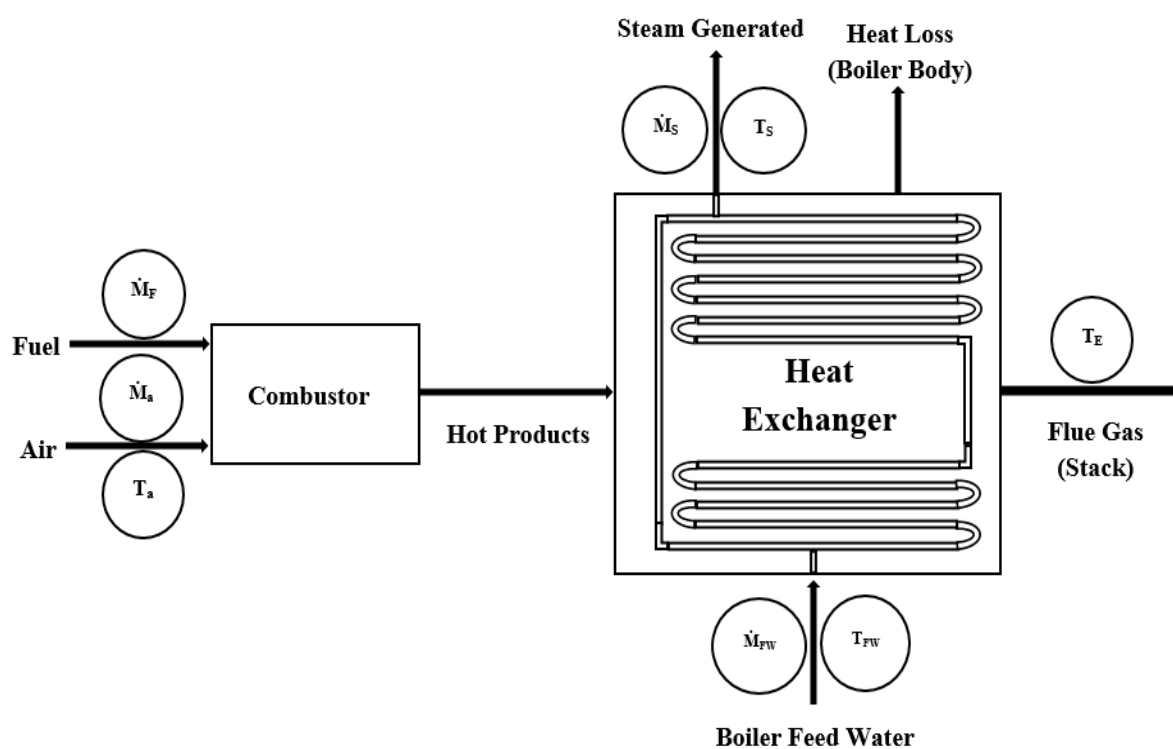 Steam Generated
Heat Loss
(Boiler Body)
ṀS
TS
ṀF
Fuel
Ṁa
Air
Ta
Combustor
Hot Products
Heat
Exchanger
TE
Flue Gas
(Stack)
ṀFW
TFW
Boiler Feed Water